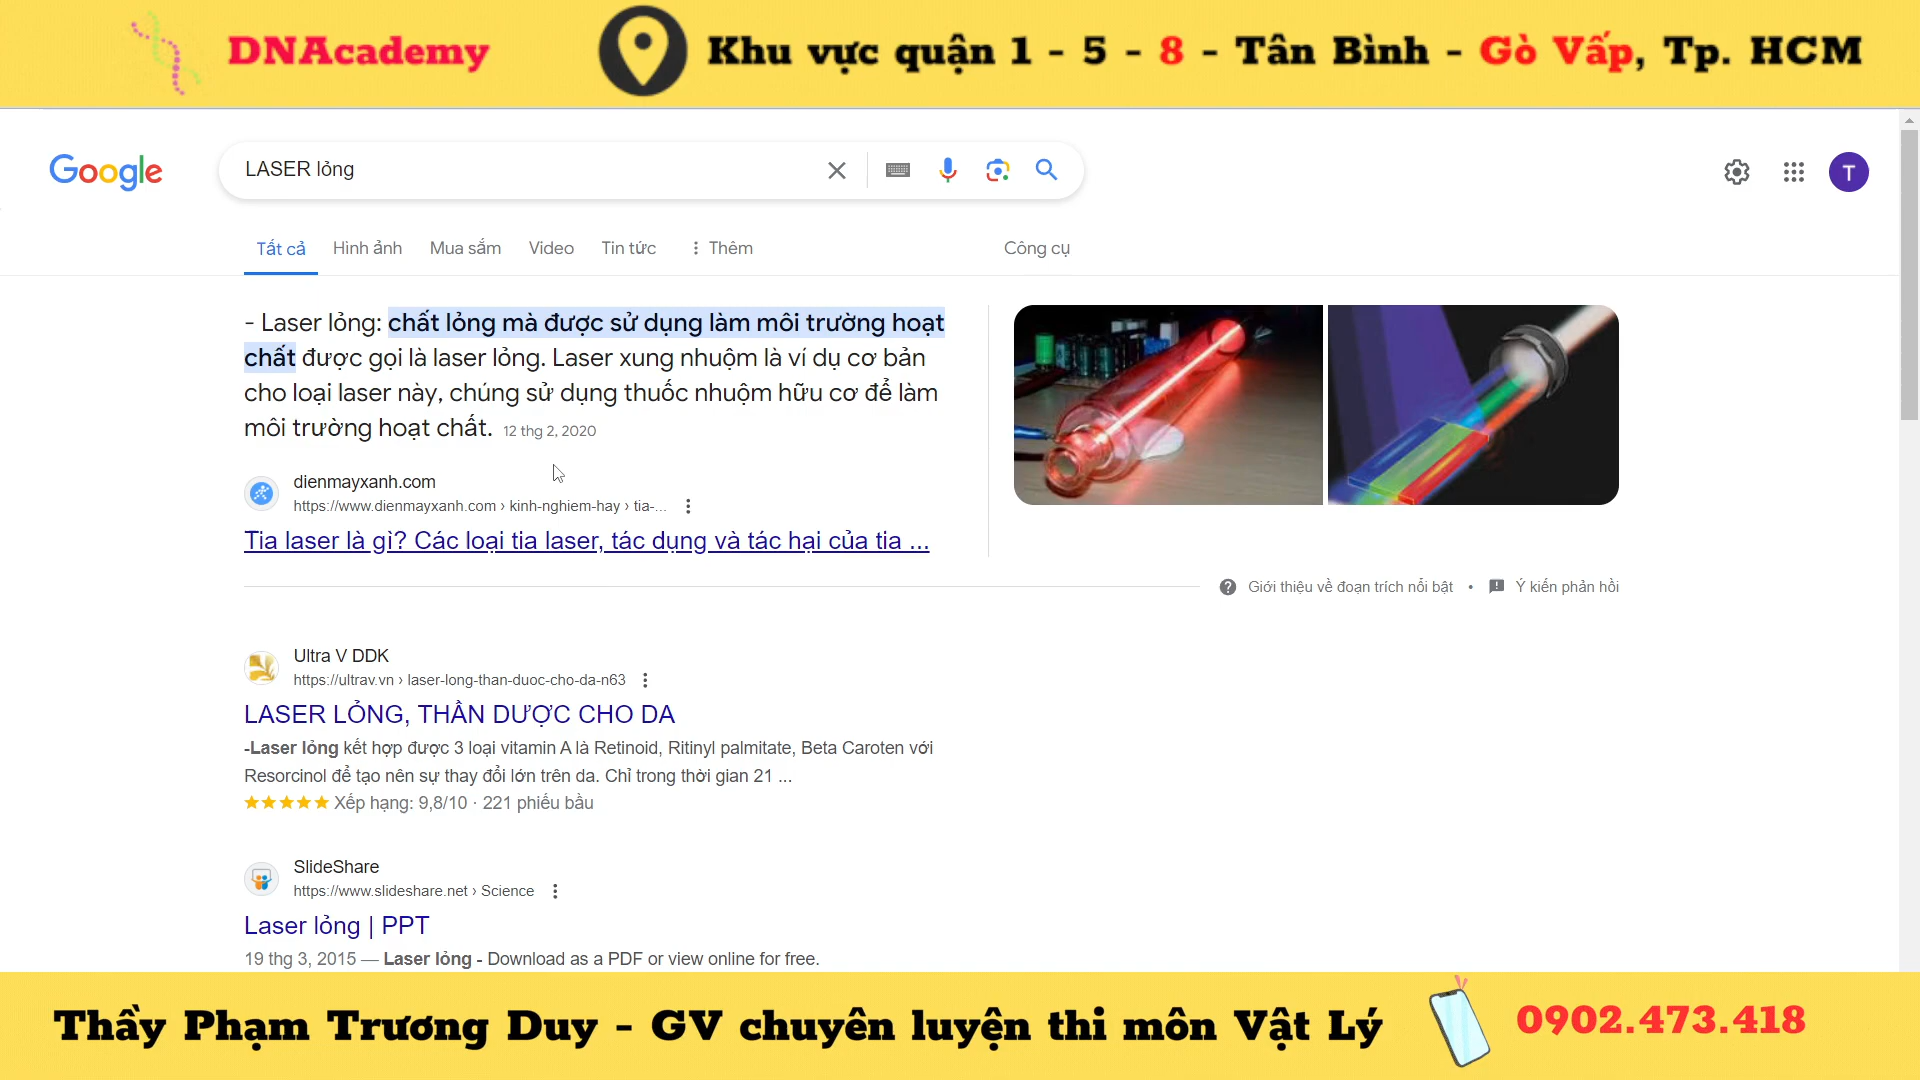 DNAcademy
Khu vực quận 1 - 5 - 8 - Tân Bình - Gò Vấp, Tp. HCM
Google
LASER lỏng
T
Tất cả
Hình ảnh
Mua sắm
Video
Tin tức
Thêm
Công cụ
- Laser lỏng: chất lỏng mà được sử dụng làm môi trường hoạt
chất được gọi là laser lỏng. Laser xung nhuộm là ví dụ cơ bản
cho loại laser này, chúng sử dụng thuốc nhuộm hữu cơ để làm
môi trường hoạt chất. 12 thg 2, 2020
dienmayxanh.com
https://www.dienmayxanh.com › kinh-nghiem-hay › tia-...
Tia laser là gì? Các loại tia laser, tác dụng và tác hại của tia ...
Giới thiệu về đoạn trích nổi bật • Ý kiến phản hồi
Ultra V DDK
https://ultrav.vn › laser-long-than-duoc-cho-da-n63
LASER LỎNG, THẦN DƯỢC CHO DA
-Laser lỏng kết hợp được 3 loại vitamin A là Retinoid, Ritinyl palmitate, Beta Caroten với
Resorcinol để tạo nên sự thay đổi lớn trên da. Chỉ trong thời gian 21 ...
Xếp hạng: 9,8/10 · 221 phiếu bầu
SlideShare
https://www.slideshare.net › Science
Laser lỏng | PPT
19 thg 3, 2015 — Laser lỏng - Download as a PDF or view online for free.
Thầy Phạm Trương Duy - GV chuyên luyện thi môn Vật Lý
0902.473.418